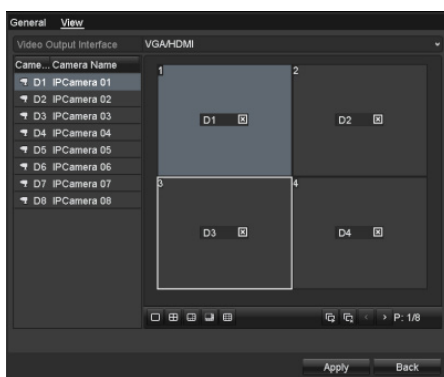 General View
Video Output Interface VGA/HDMI
Came... Camera Name
D1 IPCamera 01
D2 IPCamera 02
D3 IPCamera 03
D4 IPCamera 04
D5 IPCamera 05
D6 IPCamera 06
D7 IPCamera 07
D8 IPCamera 08
1 2
D1 D2
3 4
D3 D4
P: 1/8
Apply Back